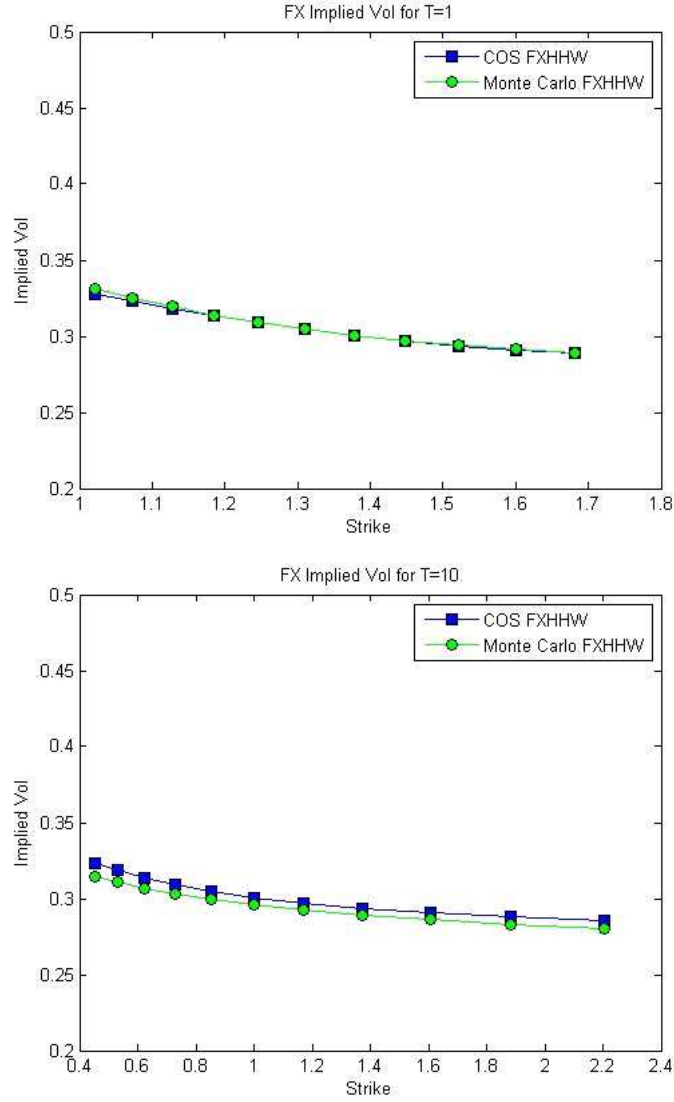 FX Implied Vol for T=1
0.5
0.45
0.4
0.35
0.3
0.25
0.2
Implied Vol
COS FXHHW
Monte Carlo FXHHW
1 1.1 1.2 1.3 1.4 1.5 1.6 1.7 1.8
Strike
FX Implied Vol for T=10
0.5
0.45
0.4
0.35
0.3
0.25
0.2
Implied Vol
COS FXHHW
Monte Carlo FXHHW
0.4 0.6 0.8 1 1.2 1.4 1.6 1.8 2 2.2 2.4
Strike